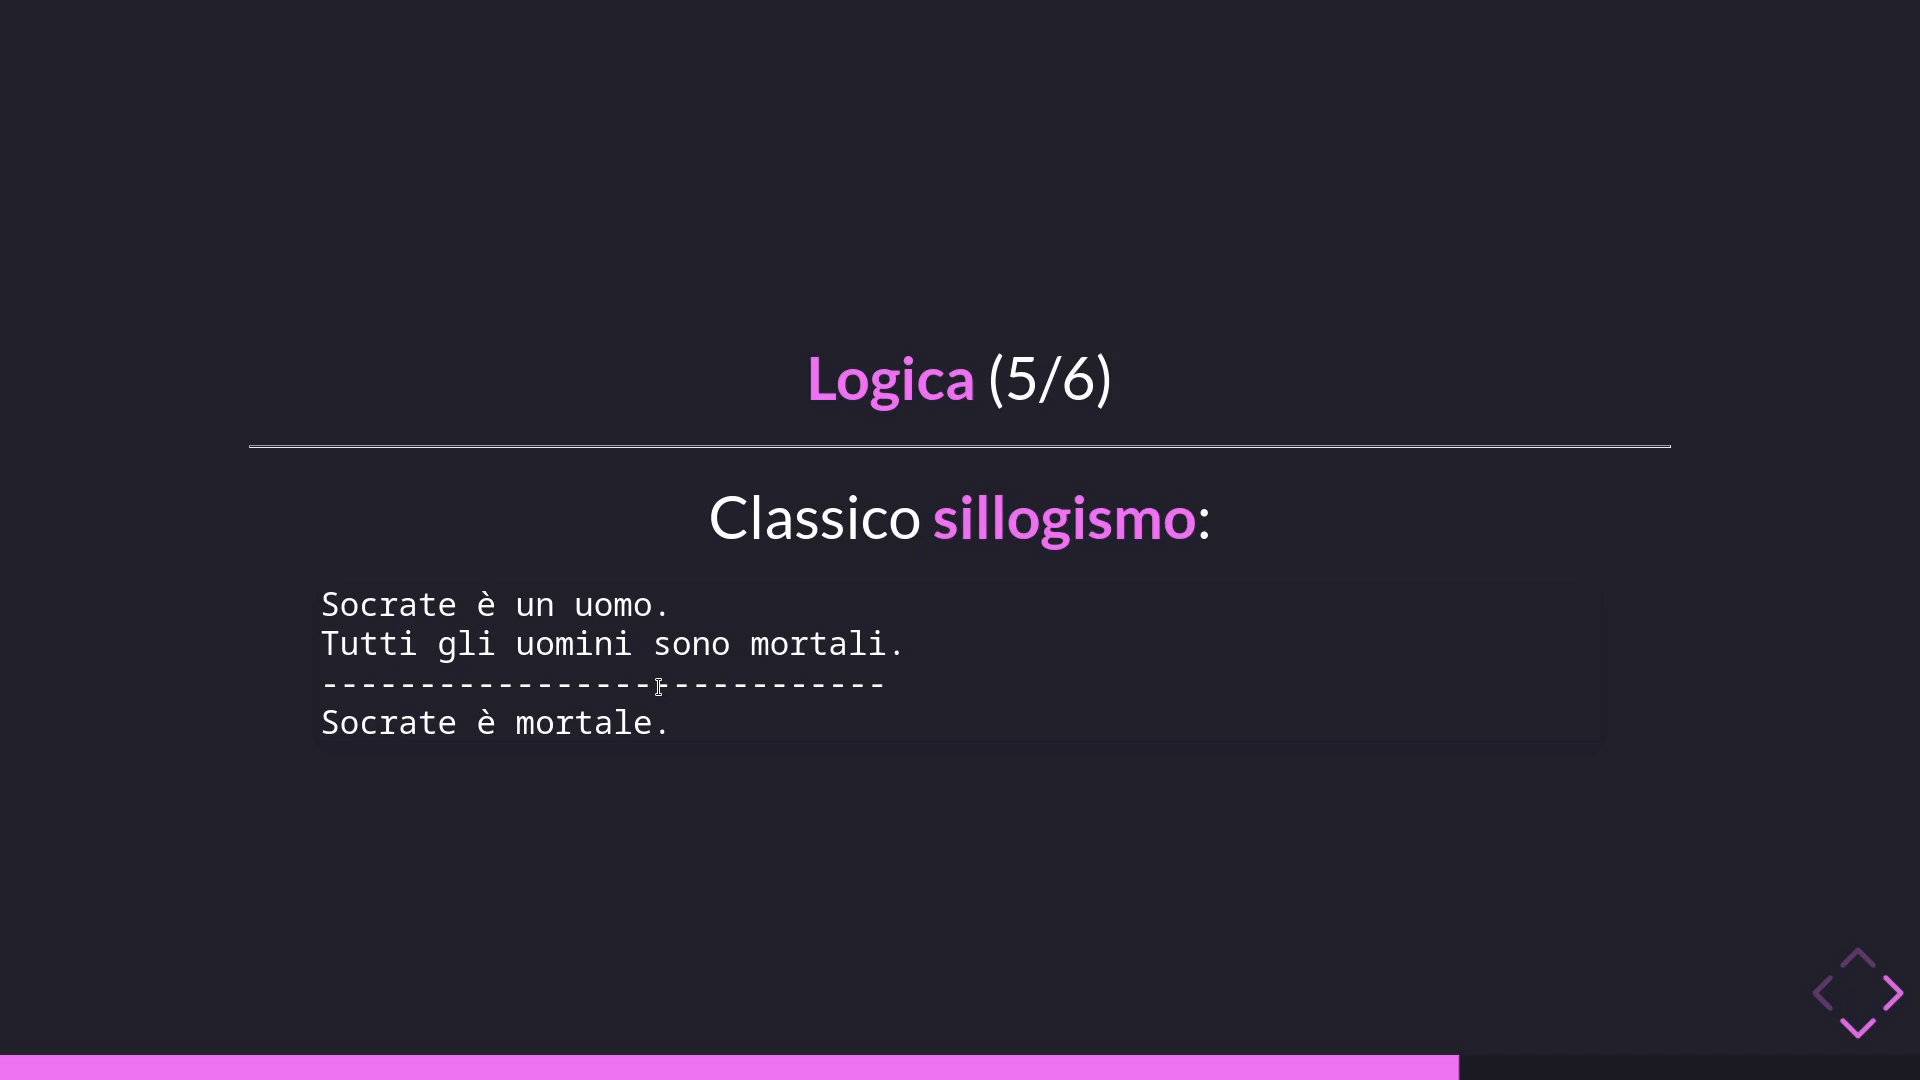 Logica (5/6)
Classico sillogismo:
Socrate è un uomo.
Tutti gli uomini sono mortali.
-----------------------------
Socrate è mortale.